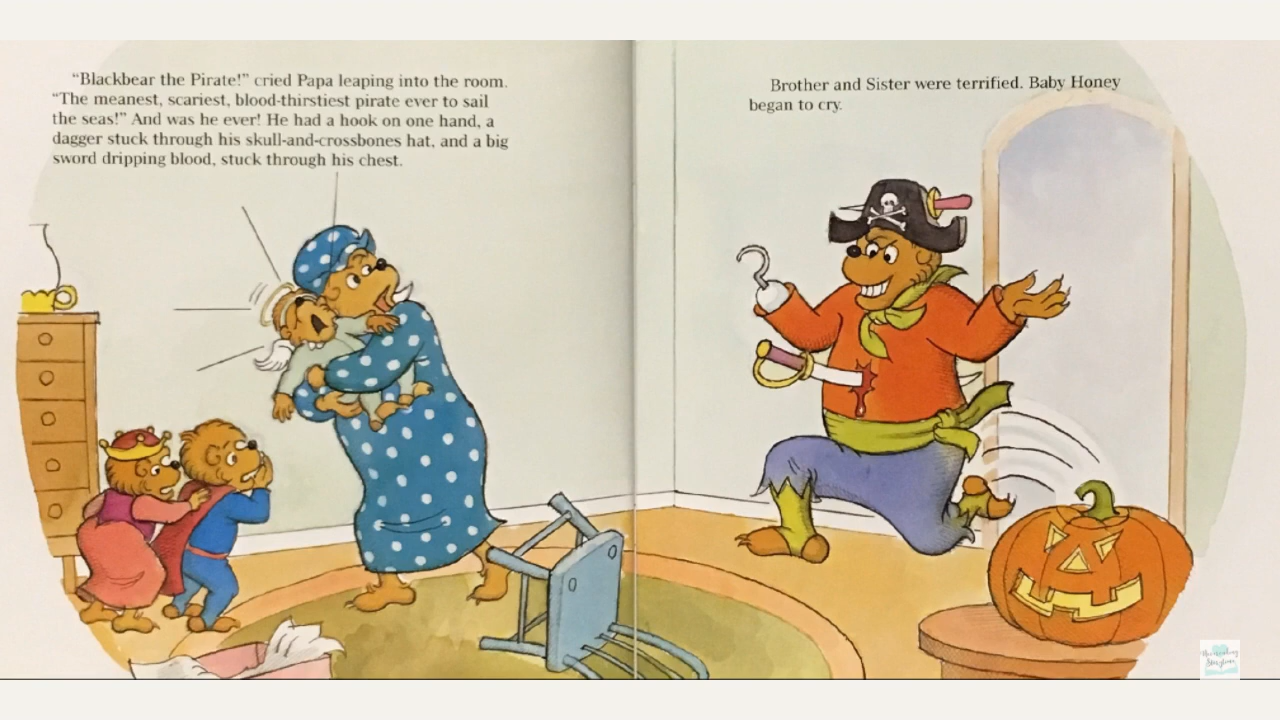 “Blackbear the Pirate!” cried Papa leaping into the room.
“The meanest, scariest, blood-thirstiest pirate ever to sail
the seas!” And was he ever! He had a hook on one hand, a
dagger stuck through his skull-and-crossbones hat, and a big
sword dripping blood, stuck through his chest.
Brother and Sister were terrified. Baby Honey
began to cry.
Storytime